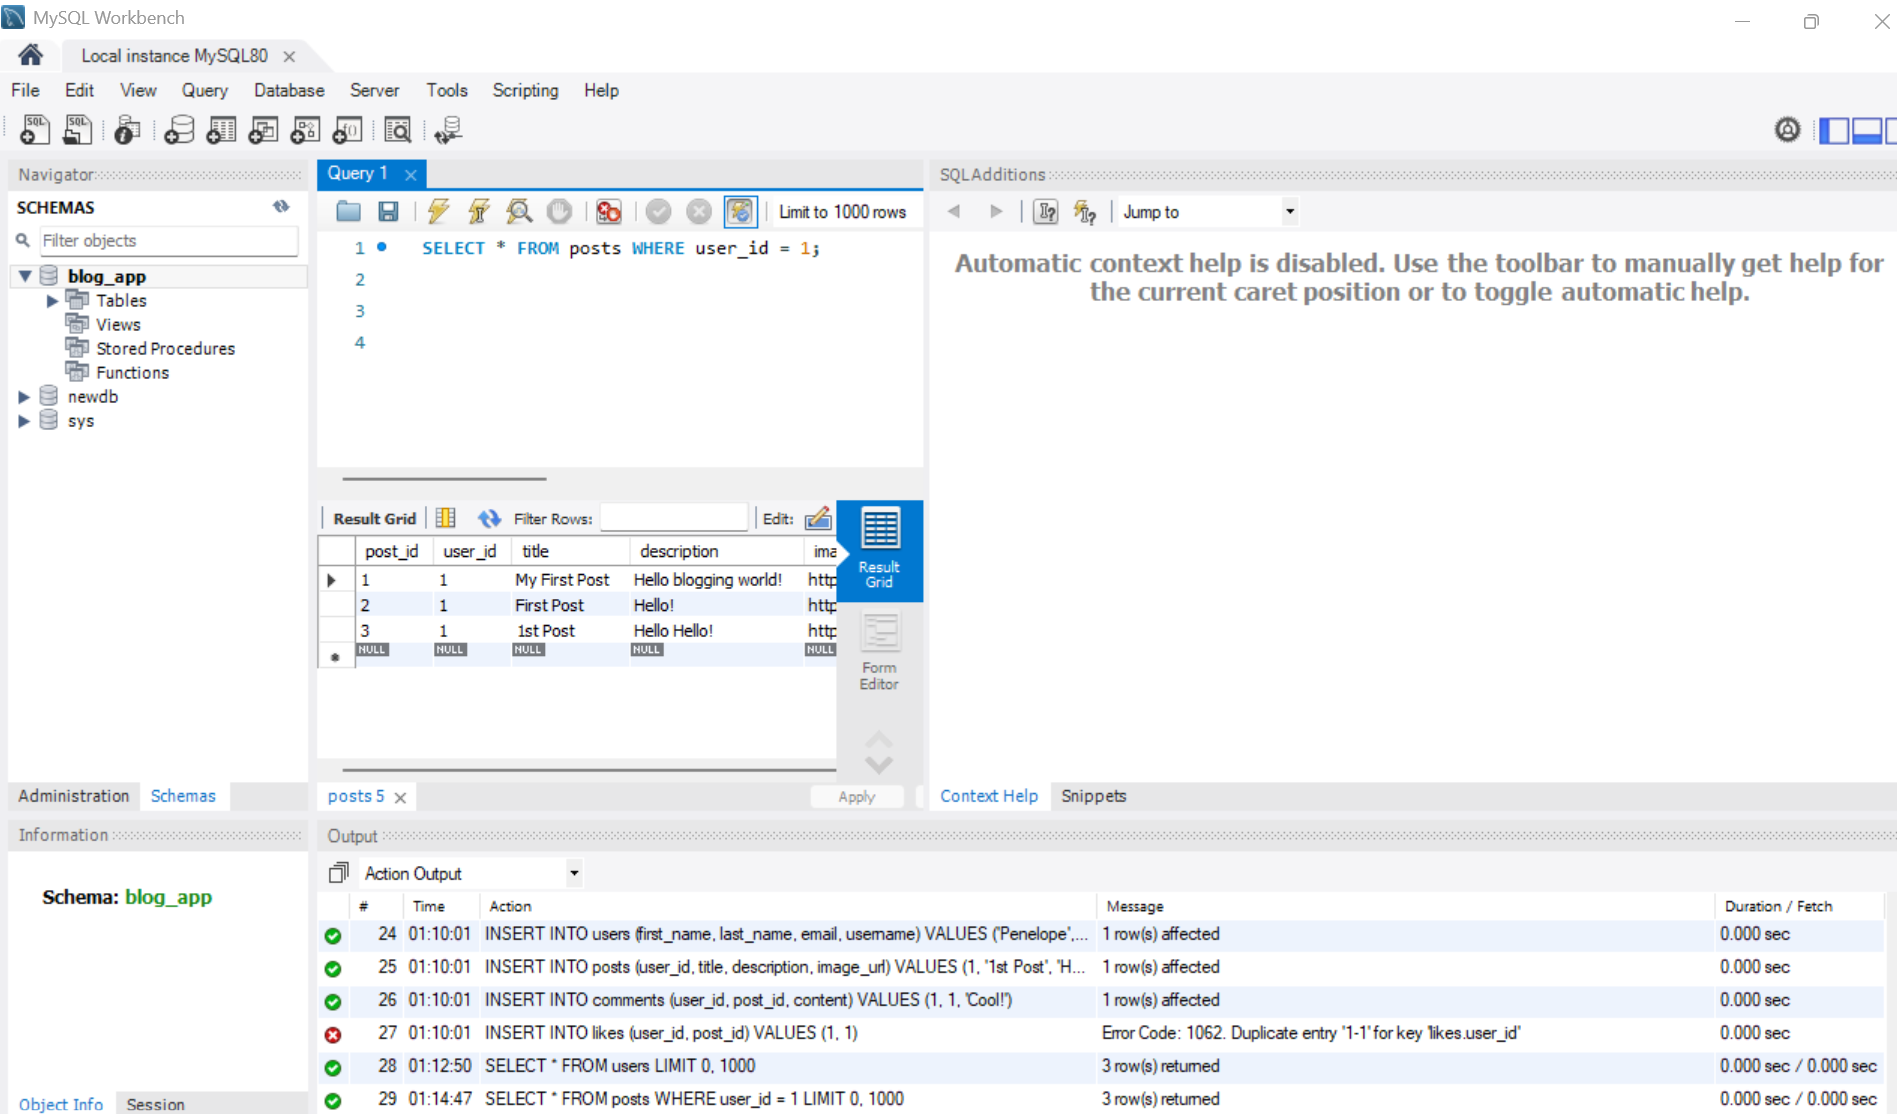 MySQL Workbench
Local instance MySQL80
File Edit View Query Database Server Tools Scripting Help
SQL SQL
Navigator
SCHEMAS
Filter objects
blog_app
Tables
Views
Stored Procedures
Functions
newdb
sys
Administration Schemas
Information
Schema: blog_app
Object Info Session
Query 1
Limit to 1000 rows
1 SELECT * FROM posts WHERE user_id = 1;
2
3
4
Result Grid Filter Rows: Edit:
post_id user_id title description ima
1 1 My First Post Hello blogging world! http
2 1 First Post Hello! http
3 1 1st Post Hello Hello! http
NULL NULL NULL NULL NULL
Result
Grid
Form
Editor
posts 5 Apply
SQLAdditions
Jump to
Automatic context help is disabled. Use the toolbar to manually get help for
the current caret position or to toggle automatic help.
Context Help Snippets
Output
Action Output
# Time Action Message Duration / Fetch
24 01:10:01 INSERT INTO users (first_name, last_name, email, username) VALUES ('Penelope',... 1 row(s) affected 0.000 sec
25 01:10:01 INSERT INTO posts (user_id, title, description, image_url) VALUES (1, '1st Post', 'H... 1 row(s) affected 0.000 sec
26 01:10:01 INSERT INTO comments (user_id, post_id, content) VALUES (1, 1, 'Cool!') 1 row(s) affected 0.000 sec
27 01:10:01 INSERT INTO likes (user_id, post_id) VALUES (1, 1) Error Code: 1062. Duplicate entry '1-1' for key 'likes.user_id' 0.000 sec
28 01:12:50 SELECT * FROM users LIMIT 0, 1000 3 row(s) returned 0.000 sec / 0.000 sec
29 01:14:47 SELECT * FROM posts WHERE user_id = 1 LIMIT 0, 1000 3 row(s) returned 0.000 sec / 0.000 sec